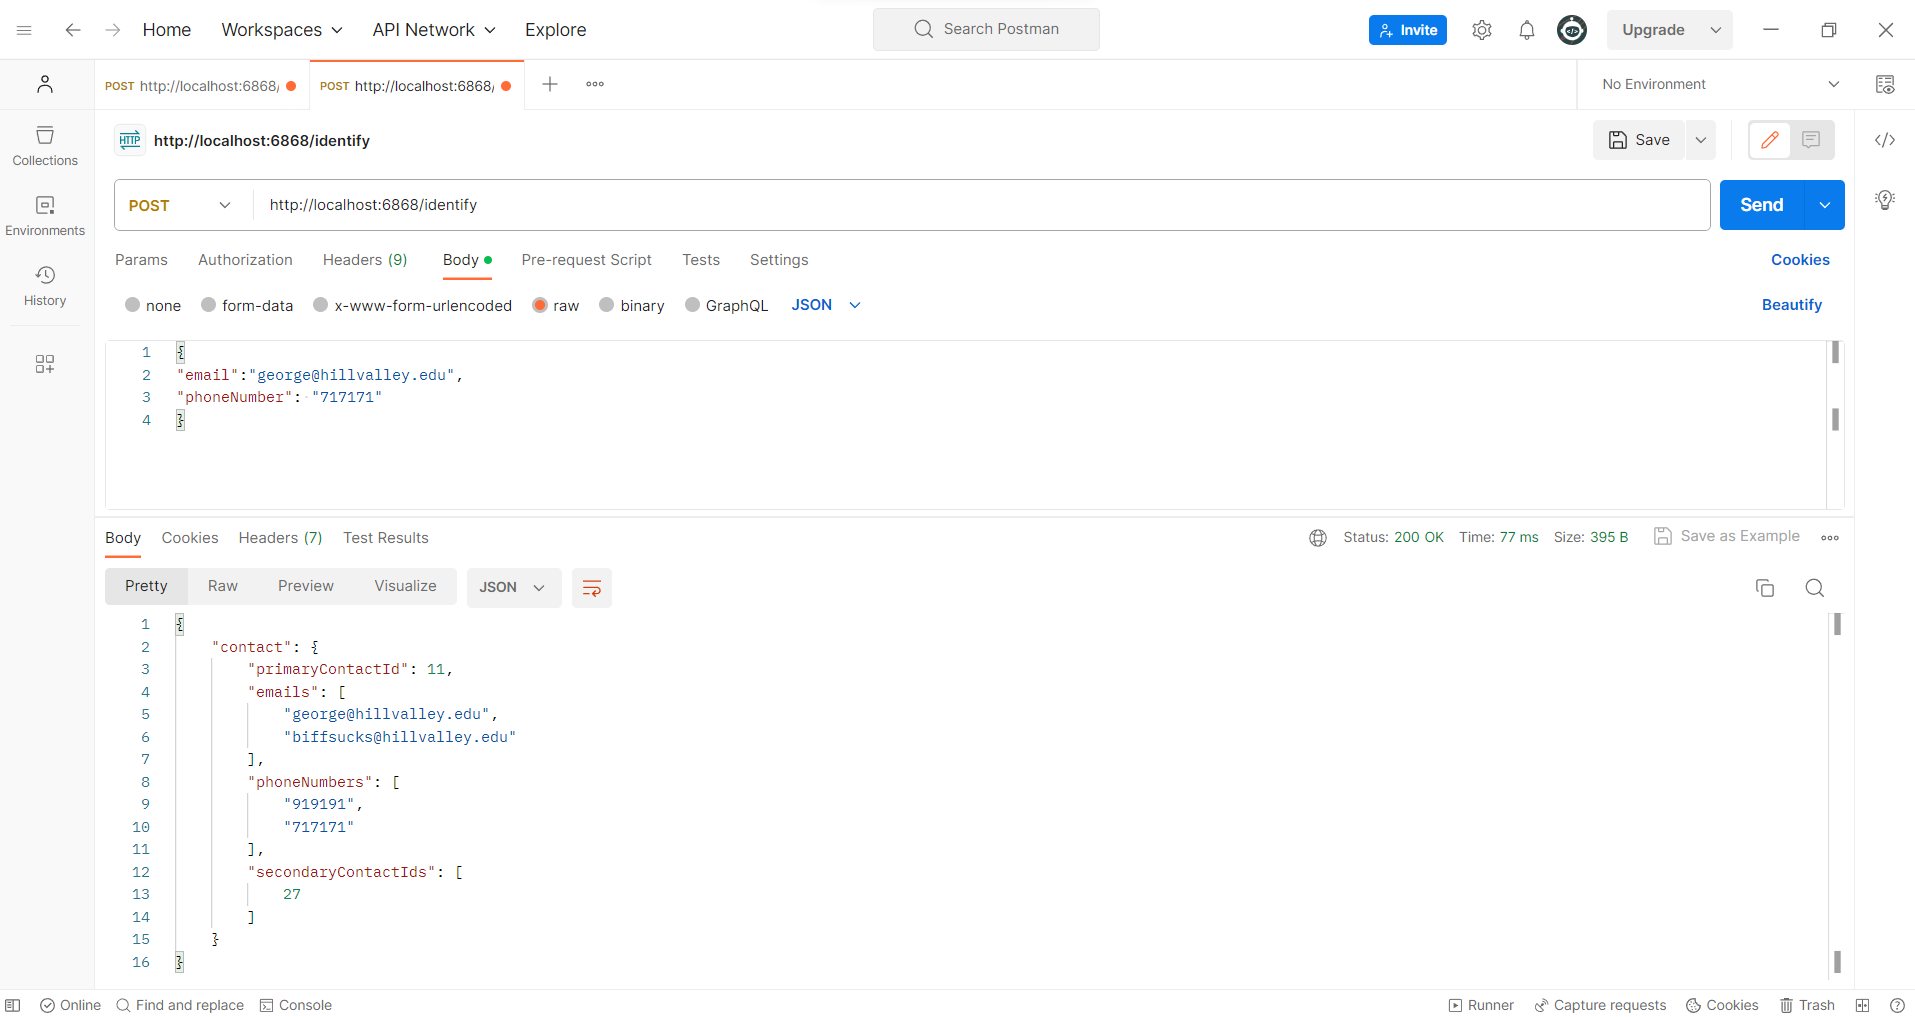 Home Workspaces API Network Explore Search Postman Invite Upgrade
POST http://localhost:6868/ POST http://localhost:6868/ No Environment
HTTP http://localhost:6868/identify Save
Collections
Environments
History
POST http://localhost:6868/identify Send
Params Authorization Headers (9) Body Pre-request Script Tests Settings Cookies
none form-data x-www-form-urlencoded raw binary GraphQL JSON Beautify
1 {
2 "email":"george@hillvalley.edu",
3 "phoneNumber": "717171"
4 }
Body Cookies Headers (7) Test Results Status: 200 OK Time: 77 ms Size: 395 B Save as Example
Pretty Raw Preview Visualize JSON
1 {
2 "contact": {
3 "primaryContactId": 11,
4 "emails": [
5 "george@hillvalley.edu",
6 "biffsucks@hillvalley.edu"
7 ],
8 "phoneNumbers": [
9 "919191",
10 "717171"
11 ],
12 "secondaryContactIds": [
13 27
14 ]
15 }
16 }
Online Find and replace Console Runner Capture requests Cookies Trash